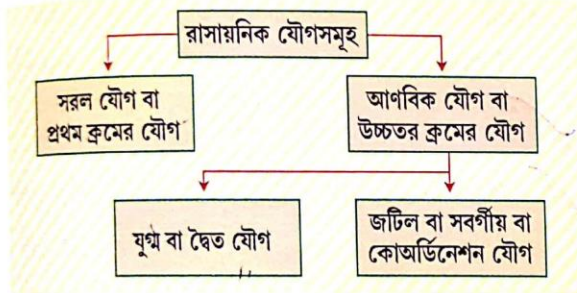 রাসায়নিক যৌগসমূহ
সরল যৌগ বা
প্রথম ক্রমের যৌগ
আণবিক যৌগ বা
উচ্চতর ক্রমের যৌগ
যুগ্ম বা দ্বৈত যৌগ
জটিল বা সবর্গীয় বা
কোঅর্ডিনেশন যৌগ